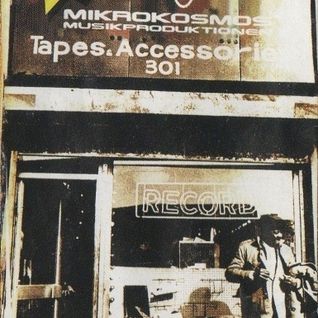 MIKROKOSMOS
MUSIKPRODUKTIONEN
Tapes & Accessorie
301
RECORD